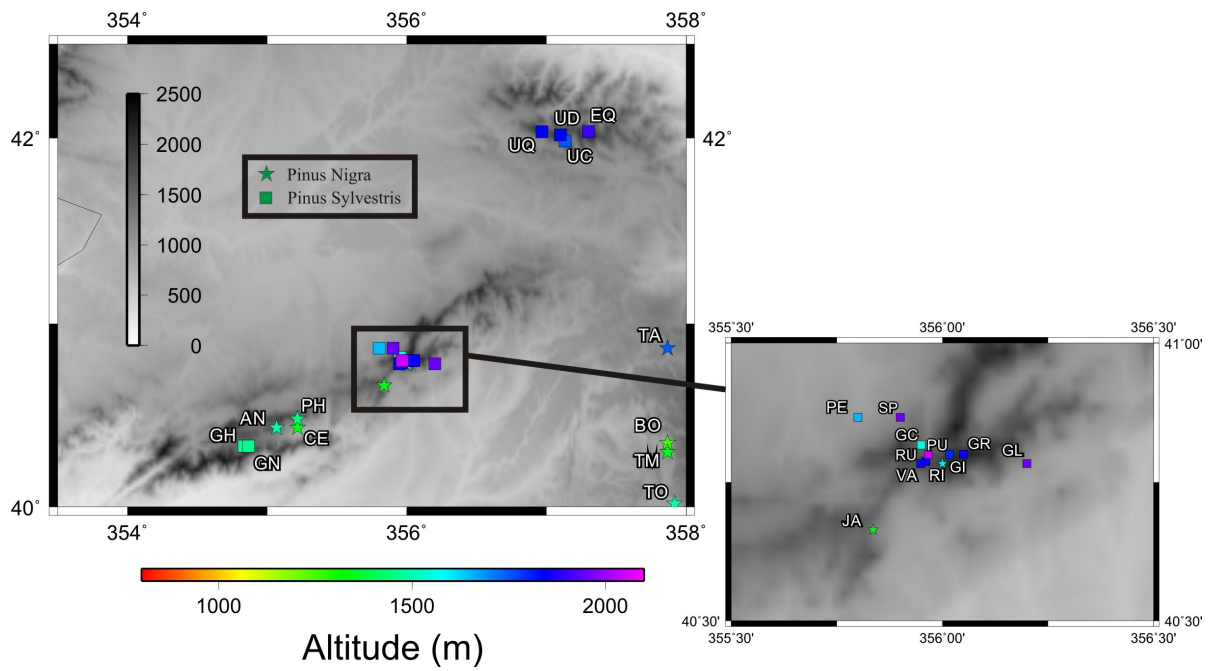 354° 356° 358°
2500
2000
1500
1000
500
0
42° 42°
UD EQ
UQ UC
Pinus Nigra
Pinus Sylvestris
TA
PH
AN
GH CE
GN
BO
TM
TO
40° 40°
354° 356° 358°
1000 1500 2000
Altitude (m)
355°30' 356°00' 356°30'
41°00'
PE SP
GC PU GR
RU GL
VA RI GI
JA
40°30' 40°30'
355°30' 356°00' 356°30'